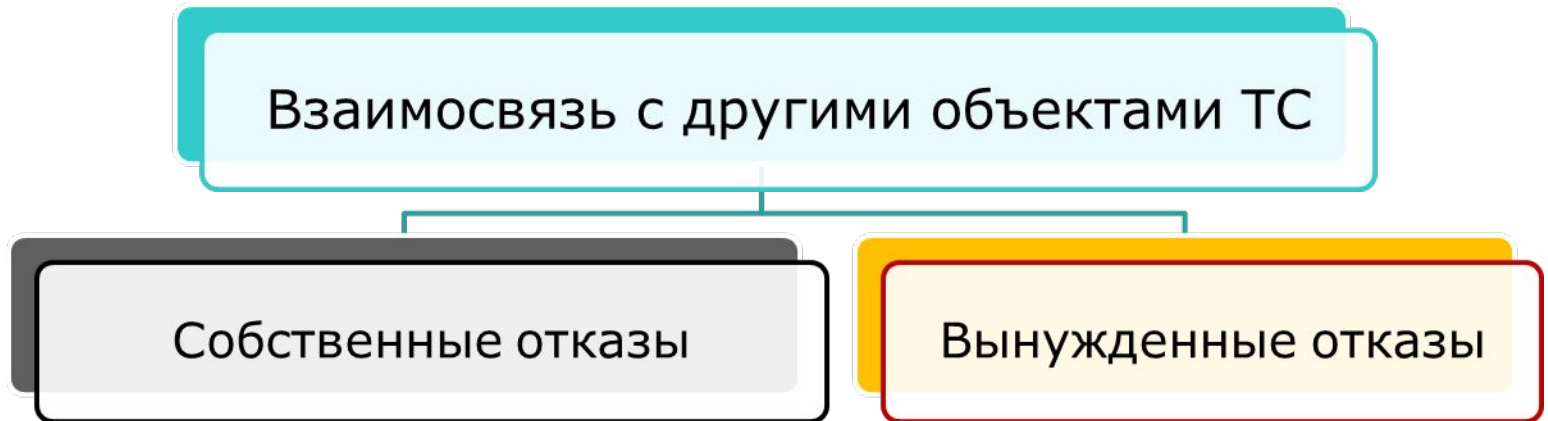 Взаимосвязь с другими объектами ТС
Собственные отказы
Вынужденные отказы